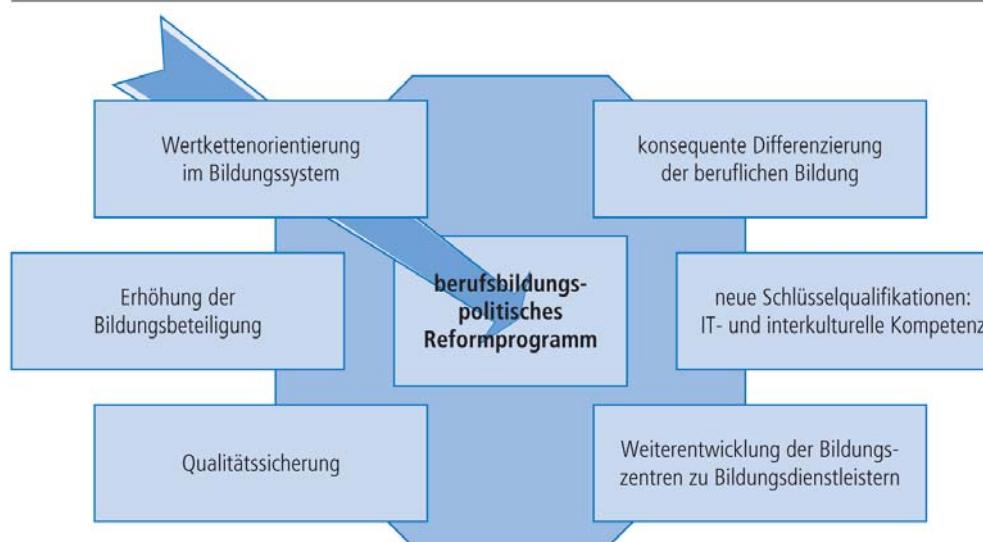 Wertkettenorientierung
im Bildungssystem
konsequente Differenzierung
der beruflichen Bildung
Erhöhung der
Bildungsbeteiligung
berufsbildungs-
politisches
Reformprogramm
neue Schlüsselqualifikationen:
IT- und interkulturelle Kompetenz
Qualitätssicherung
Weiterentwicklung der Bildungs-
zentren zu Bildungsdienstleistern